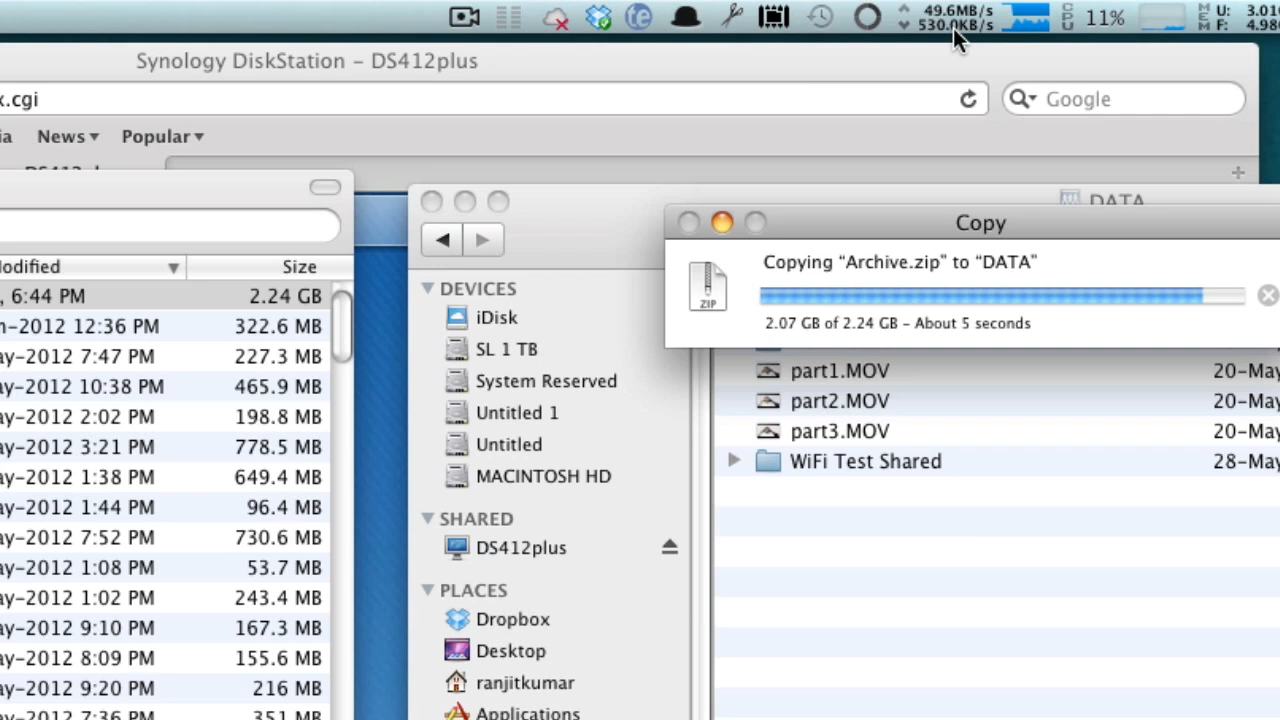 49.6MB/s
530.0KB/s
CPU
11%
MEM
U:
F:
Synology DiskStation – DS412plus
x.cgi
Google
ia
News
Popular
DATA
Copy
Copying “Archive.zip” to “DATA”
ZIP
2.07 GB of 2.24 GB – About 5 seconds
odified
Size
, 6:44 PM
2.24 GB
n-2012 12:36 PM
322.6 MB
ay-2012 7:47 PM
227.3 MB
ay-2012 10:38 PM
465.9 MB
ay-2012 2:02 PM
198.8 MB
ay-2012 3:21 PM
778.5 MB
ay-2012 1:38 PM
649.4 MB
ay-2012 1:44 PM
96.4 MB
ay-2012 7:52 PM
730.6 MB
ay-2012 1:08 PM
53.7 MB
ay-2012 1:02 PM
243.4 MB
ay-2012 9:10 PM
167.3 MB
ay-2012 8:09 PM
155.6 MB
ay-2012 9:20 PM
216 MB
ay-2012 7:36 PM
351 MB
DEVICES
iDisk
SL 1 TB
System Reserved
Untitled 1
Untitled
MACINTOSH HD
SHARED
DS412plus
PLACES
Dropbox
Desktop
ranjitkumar
Applications
part1.MOV
20-May
part2.MOV
20-May
part3.MOV
20-May
WiFi Test Shared
28-May